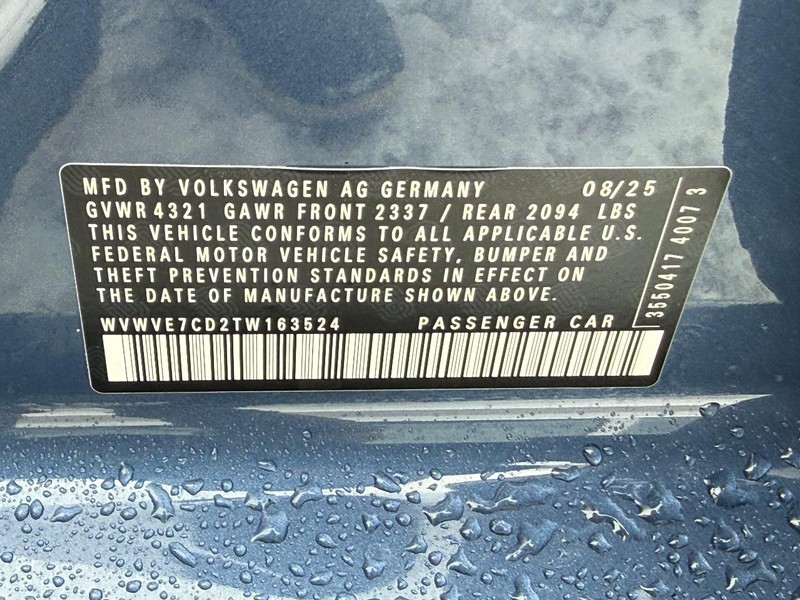 MFD BY VOLKSWAGEN AG GERMANY 08/25
GVWR 4321 GAWR FRONT 2337 / REAR 2094 LBS
THIS VEHICLE CONFORMS TO ALL APPLICABLE U.S.
FEDERAL MOTOR VEHICLE SAFETY, BUMPER AND
THEFT PREVENTION STANDARDS IN EFFECT ON
THE DATE OF MANUFACTURE SHOWN ABOVE.
WVWVE7CD2TW163524 PASSENGER CAR
3550417 4007 3